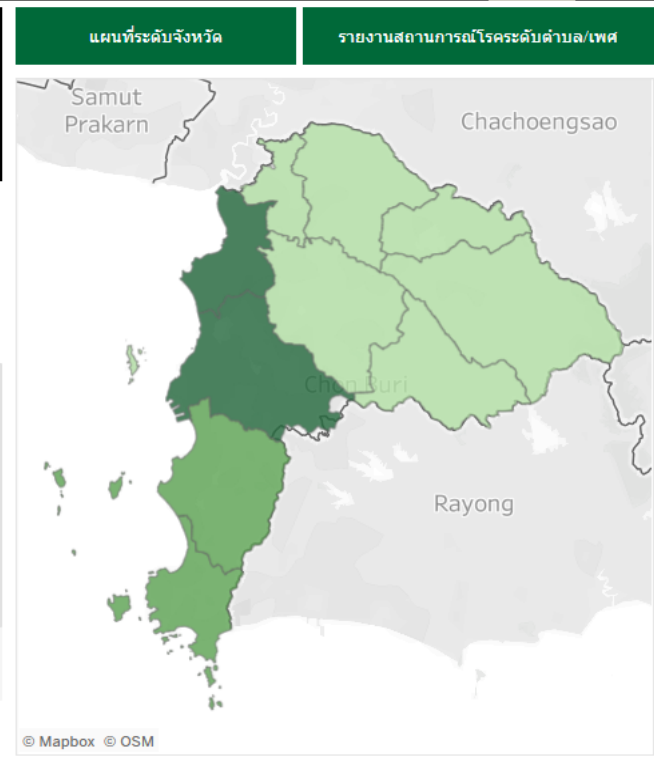 แผนที่ระดับจังหวัด
รายงานสถานการณ์โรคระดับตำบล/เพศ
Samut
Prakarn
Chachoengsao
Chon Buri
Rayong
© Mapbox © OSM